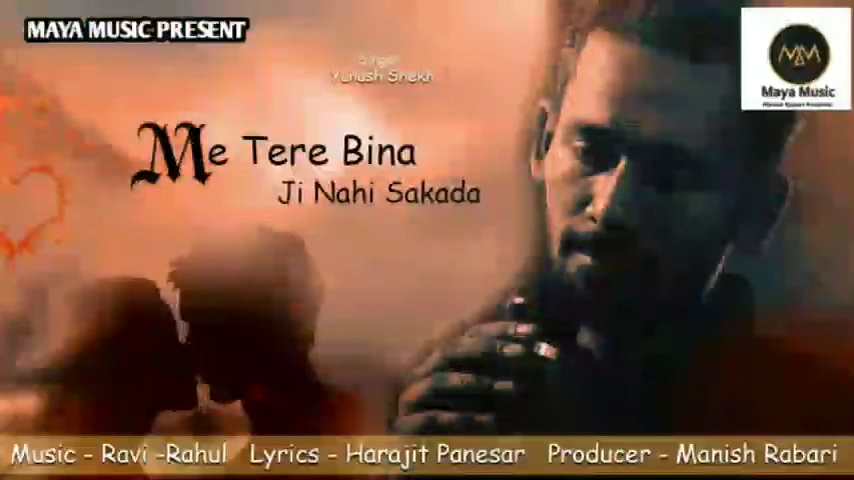 MAYA MUSIC PRESENT
Singer
Yunush Shekh
Me Tere Bina
Ji Nahi Sakada
MM
Maya Music
Music - Ravi -Rahul Lyrics - Harajit Panesar Producer - Manish Rabari